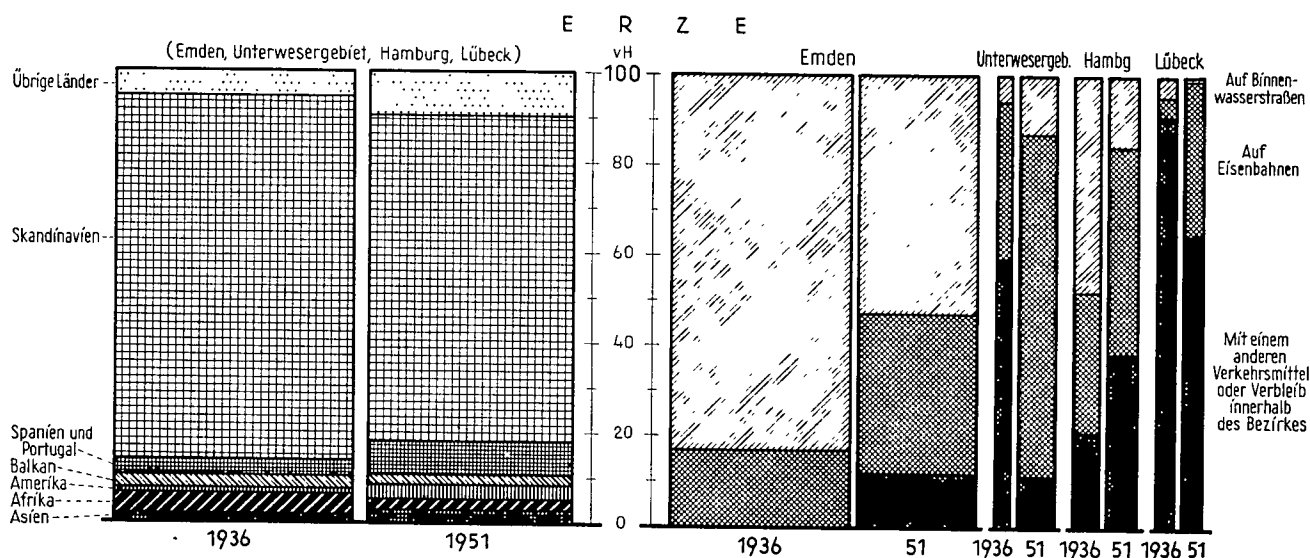 E R Z E
(Emden, Unterwesergebiet, Hamburg, Lübeck)
vH
Übrige Länder
Skandinavien
Spanien und
Portugal
Balkan
Amerika
Afrika
Asien
1936
1951
100
80
60
40
20
0
Emden
Unterwesergeb.
Hambg
Lübeck
1936
51
1936
51
1936
51
1936
51
Auf Binnen-
wasserstraßen
Auf
Eisenbahnen
Mit einem
anderen
Verkehrsmittel
oder Verbleib
innerhalb
des Bezirkes